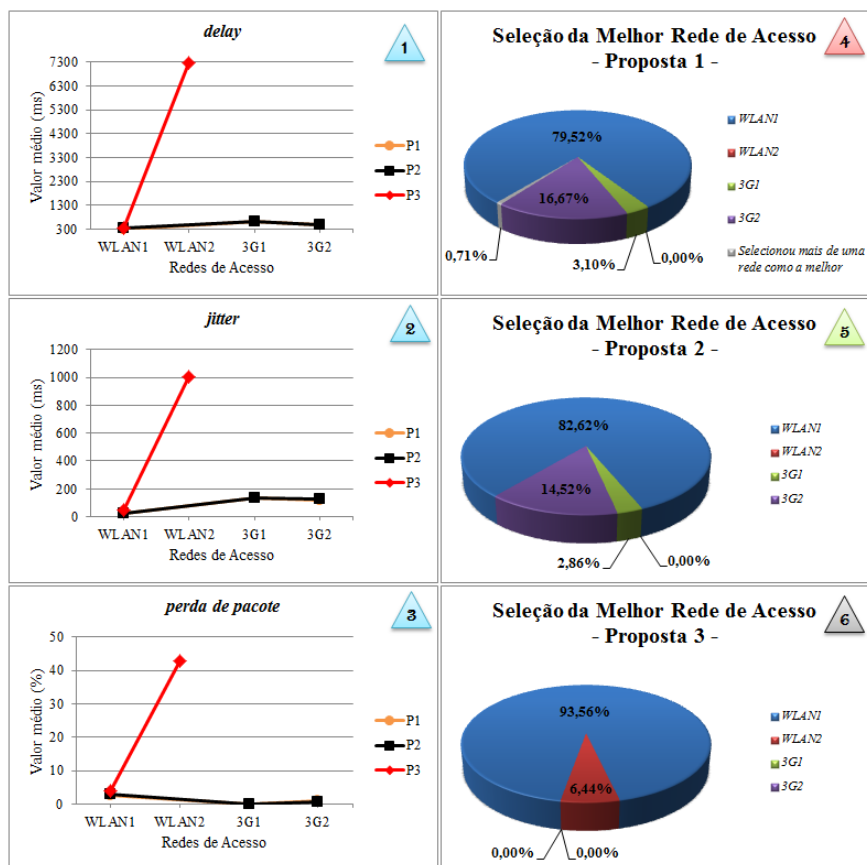 delay
1
Valor médio (ms)
7300
6300
5300
4300
3300
2300
1300
300
WLAN1
WLAN2
3G1
3G2
Redes de Acesso
P1
P2
P3
Seleção da Melhor Rede de Acesso
- Proposta 1 -
4
79,52%
16,67%
0,71%
3,10%
0,00%
WLAN1
WLAN2
3G1
3G2
Selecionou mais de uma
rede como a melhor
jitter
2
Valor médio (ms)
1200
1000
800
600
400
200
0
WLAN1
WLAN2
3G1
3G2
Redes de Acesso
P1
P2
P3
Seleção da Melhor Rede de Acesso
- Proposta 2 -
5
82,62%
14,52%
2,86%
0,00%
WLAN1
WLAN2
3G1
3G2
perda de pacote
3
Valor médio (%)
50
40
30
20
10
0
WLAN1
WLAN2
3G1
3G2
Redes de Acesso
P1
P2
P3
Seleção da Melhor Rede de Acesso
- Proposta 3 -
6
93,56%
6,44%
0,00%
0,00%
WLAN1
WLAN2
3G1
3G2